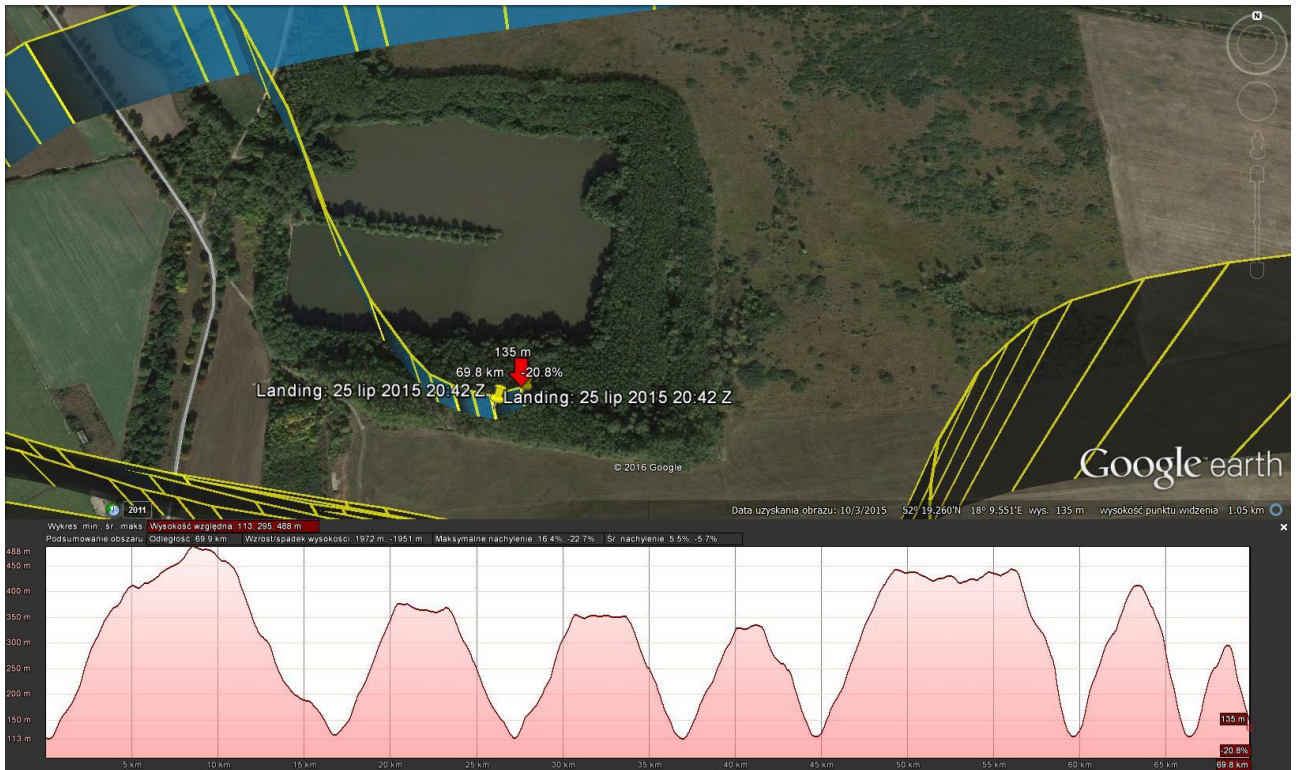 N
135 m
69.8 km
-20.8%
Landing: 25 lip 2015 20:42 Z
Landing: 25 lip 2015 20:42 Z
© 2016 Google
Google earth
2011
Data uzyskania obrazu: 10/3/2015 52° 19.260'N 18° 9.551'E wys. 135 m wysokość punktu widzenia 1.05 km
Wykres min., śr., maks. Wysokość względna: 113, 295, 488 m
Podsumowanie obszaru Odległość: 69.9 km Wzrost/spadek wysokości: 1972 m, -1951 m Maksymalne nachylenie: 16.4%, -22.7% Śr. nachylenie: 5.5%, -5.7%
488 m
450 m
400 m
350 m
300 m
250 m
200 m
150 m
113 m
135 m
-20.8%
5 km 10 km 15 km 20 km 25 km 30 km 35 km 40 km 45 km 50 km 55 km 60 km 65 km 69.8 km